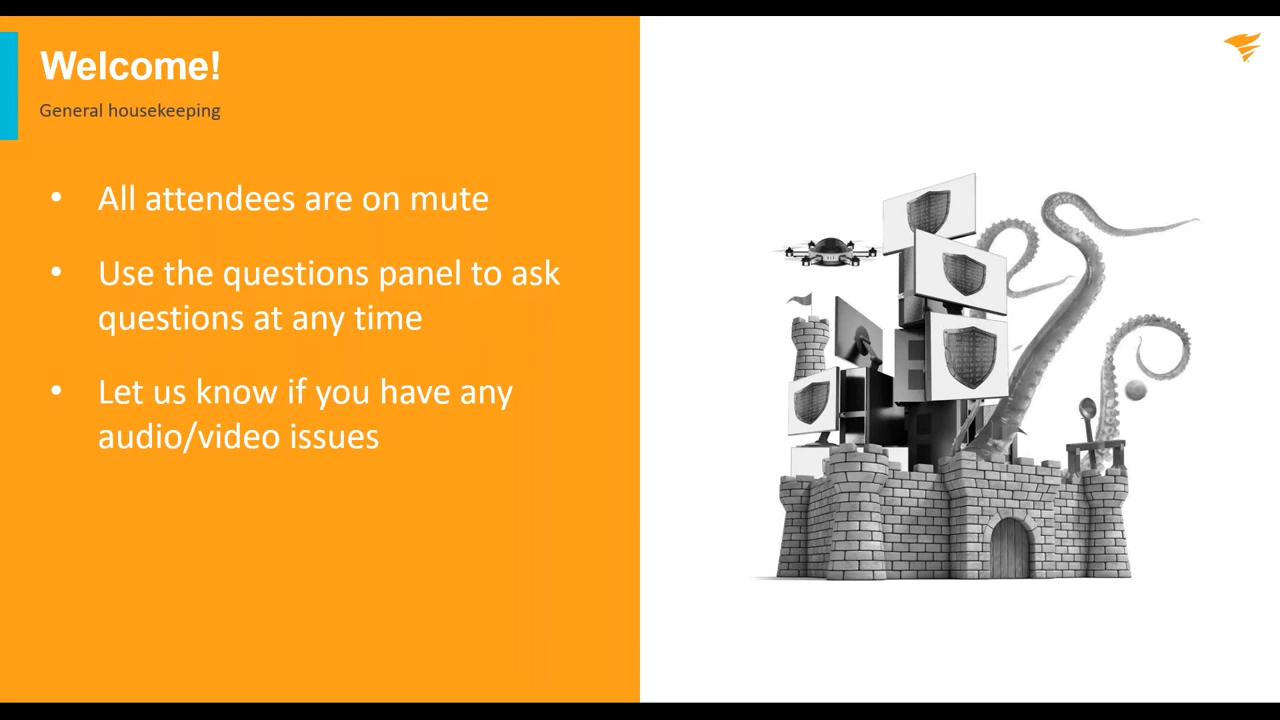 Welcome!
General housekeeping
• All attendees are on mute
• Use the questions panel to ask
questions at any time
• Let us know if you have any
audio/video issues